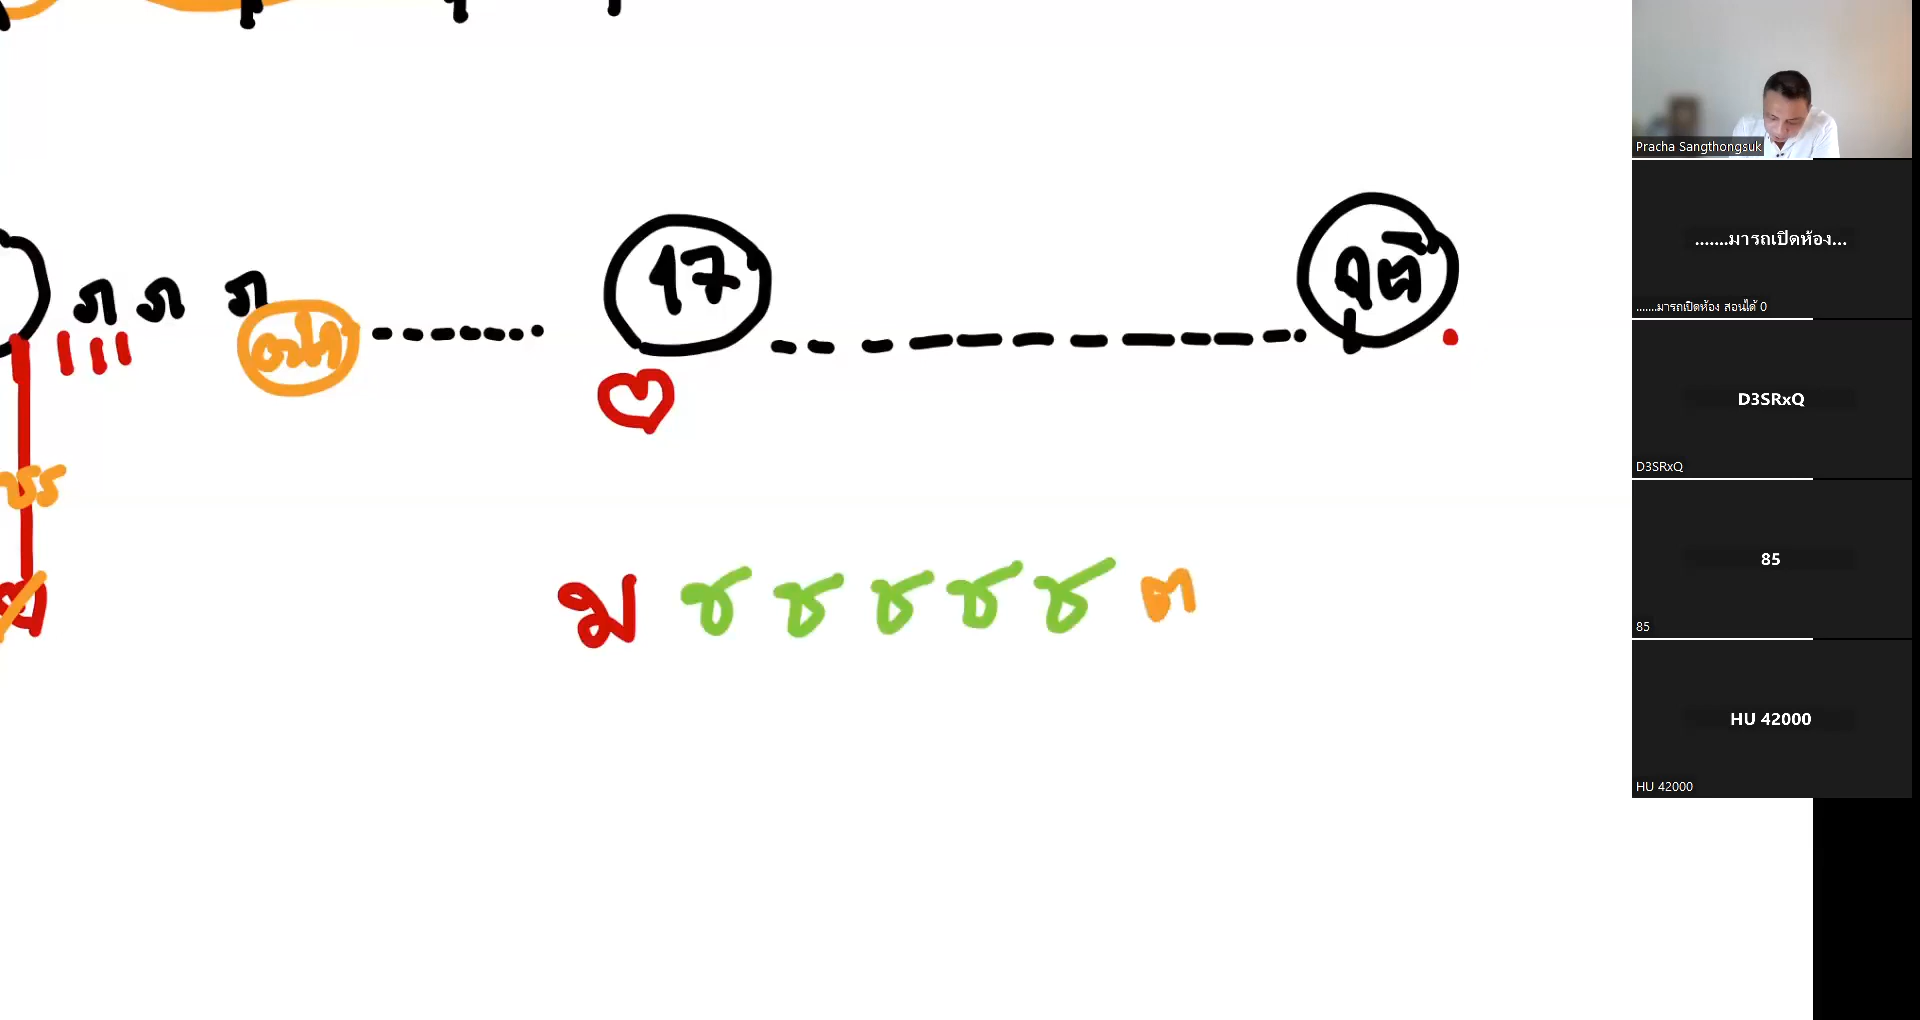 ภ ภ ภ
17
จุติ
ม ช ช ช ช ช ต
Pracha Sangthongsuk
.......มารถเปิดห้อง...
.......มารถเปิดห้อง สอนได้ 0
D3SRxQ
D3SRxQ
85
85
HU 42000
HU 42000